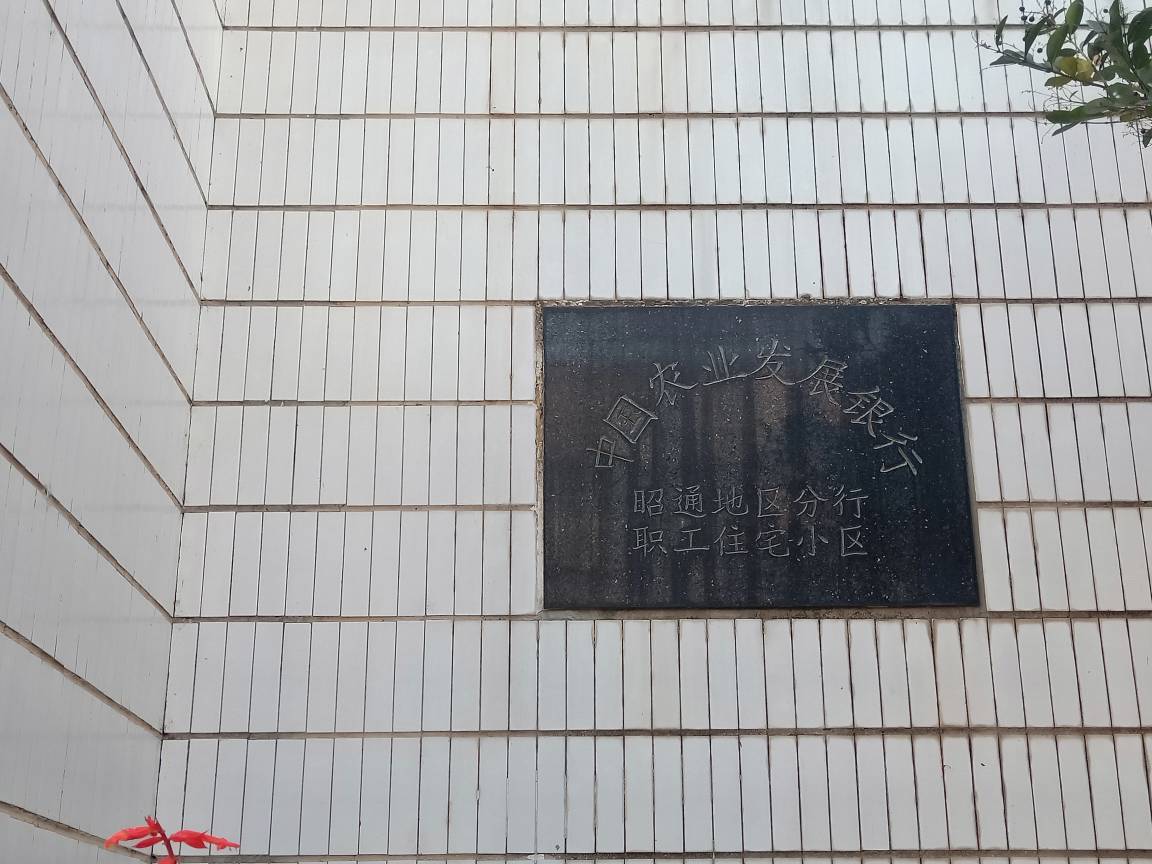 中国农业发展银行
昭通地区分行
职工住宅小区